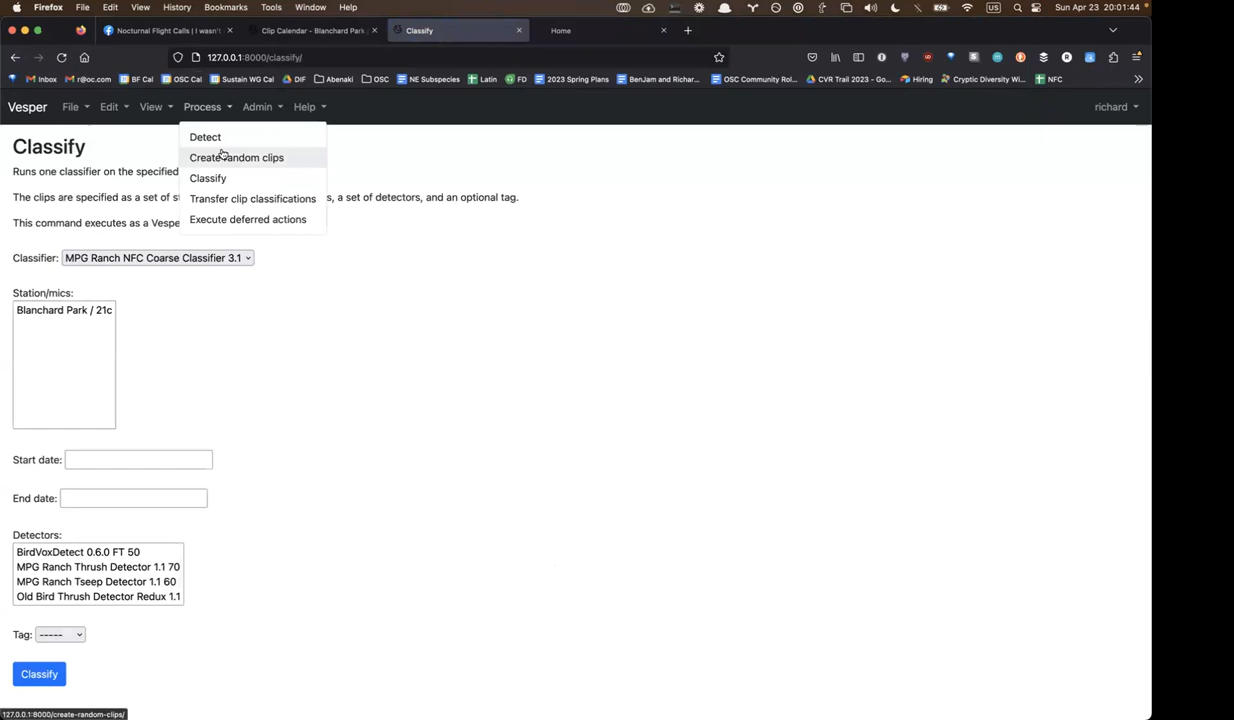 Firefox File Edit View History Bookmarks Tools Window Help US Sun Apr 23 20:01:44
Nocturnal Flight Calls | I wasn't Clip Calendar - Blanchard Park Classify Home
127.0.0.1:8000/classify/
Inbox r@oc.com BF Cal OSC Cal Sustain WG Cal DIF Abenaki OSC NE Subspecies Latin FD 2023 Spring Plans BenJam and Richar... OSC Community Rol... CVR Trail 2023 - Goo... Hiring Cryptic Diversity Wi... NFC
Vesper File Edit View Process Admin Help richard
Detect
Create random clips
Classify
Transfer clip classifications
Execute deferred actions
Classify
Runs one classifier on the specified
The clips are specified as a set of st s, a set of detectors, and an optional tag.
This command executes as a Vespe
Classifier: MPG Ranch NFC Coarse Classifier 3.1
Station/mics:
Blanchard Park / 21c
Start date:
End date:
Detectors:
BirdVoxDetect 0.6.0 FT 50
MPG Ranch Thrush Detector 1.1 70
MPG Ranch Tseep Detector 1.1 60
Old Bird Thrush Detector Redux 1.1
Tag: -----
Classify
127.0.0.1:8000/create-random-clips/